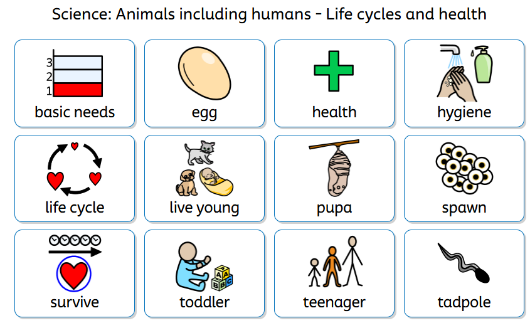 Science: Animals including humans - Life cycles and health
3
2
1
basic needs
egg
health
hygiene
life cycle
live young
pupa
spawn
survive
A
B
toddler
teenager
tadpole